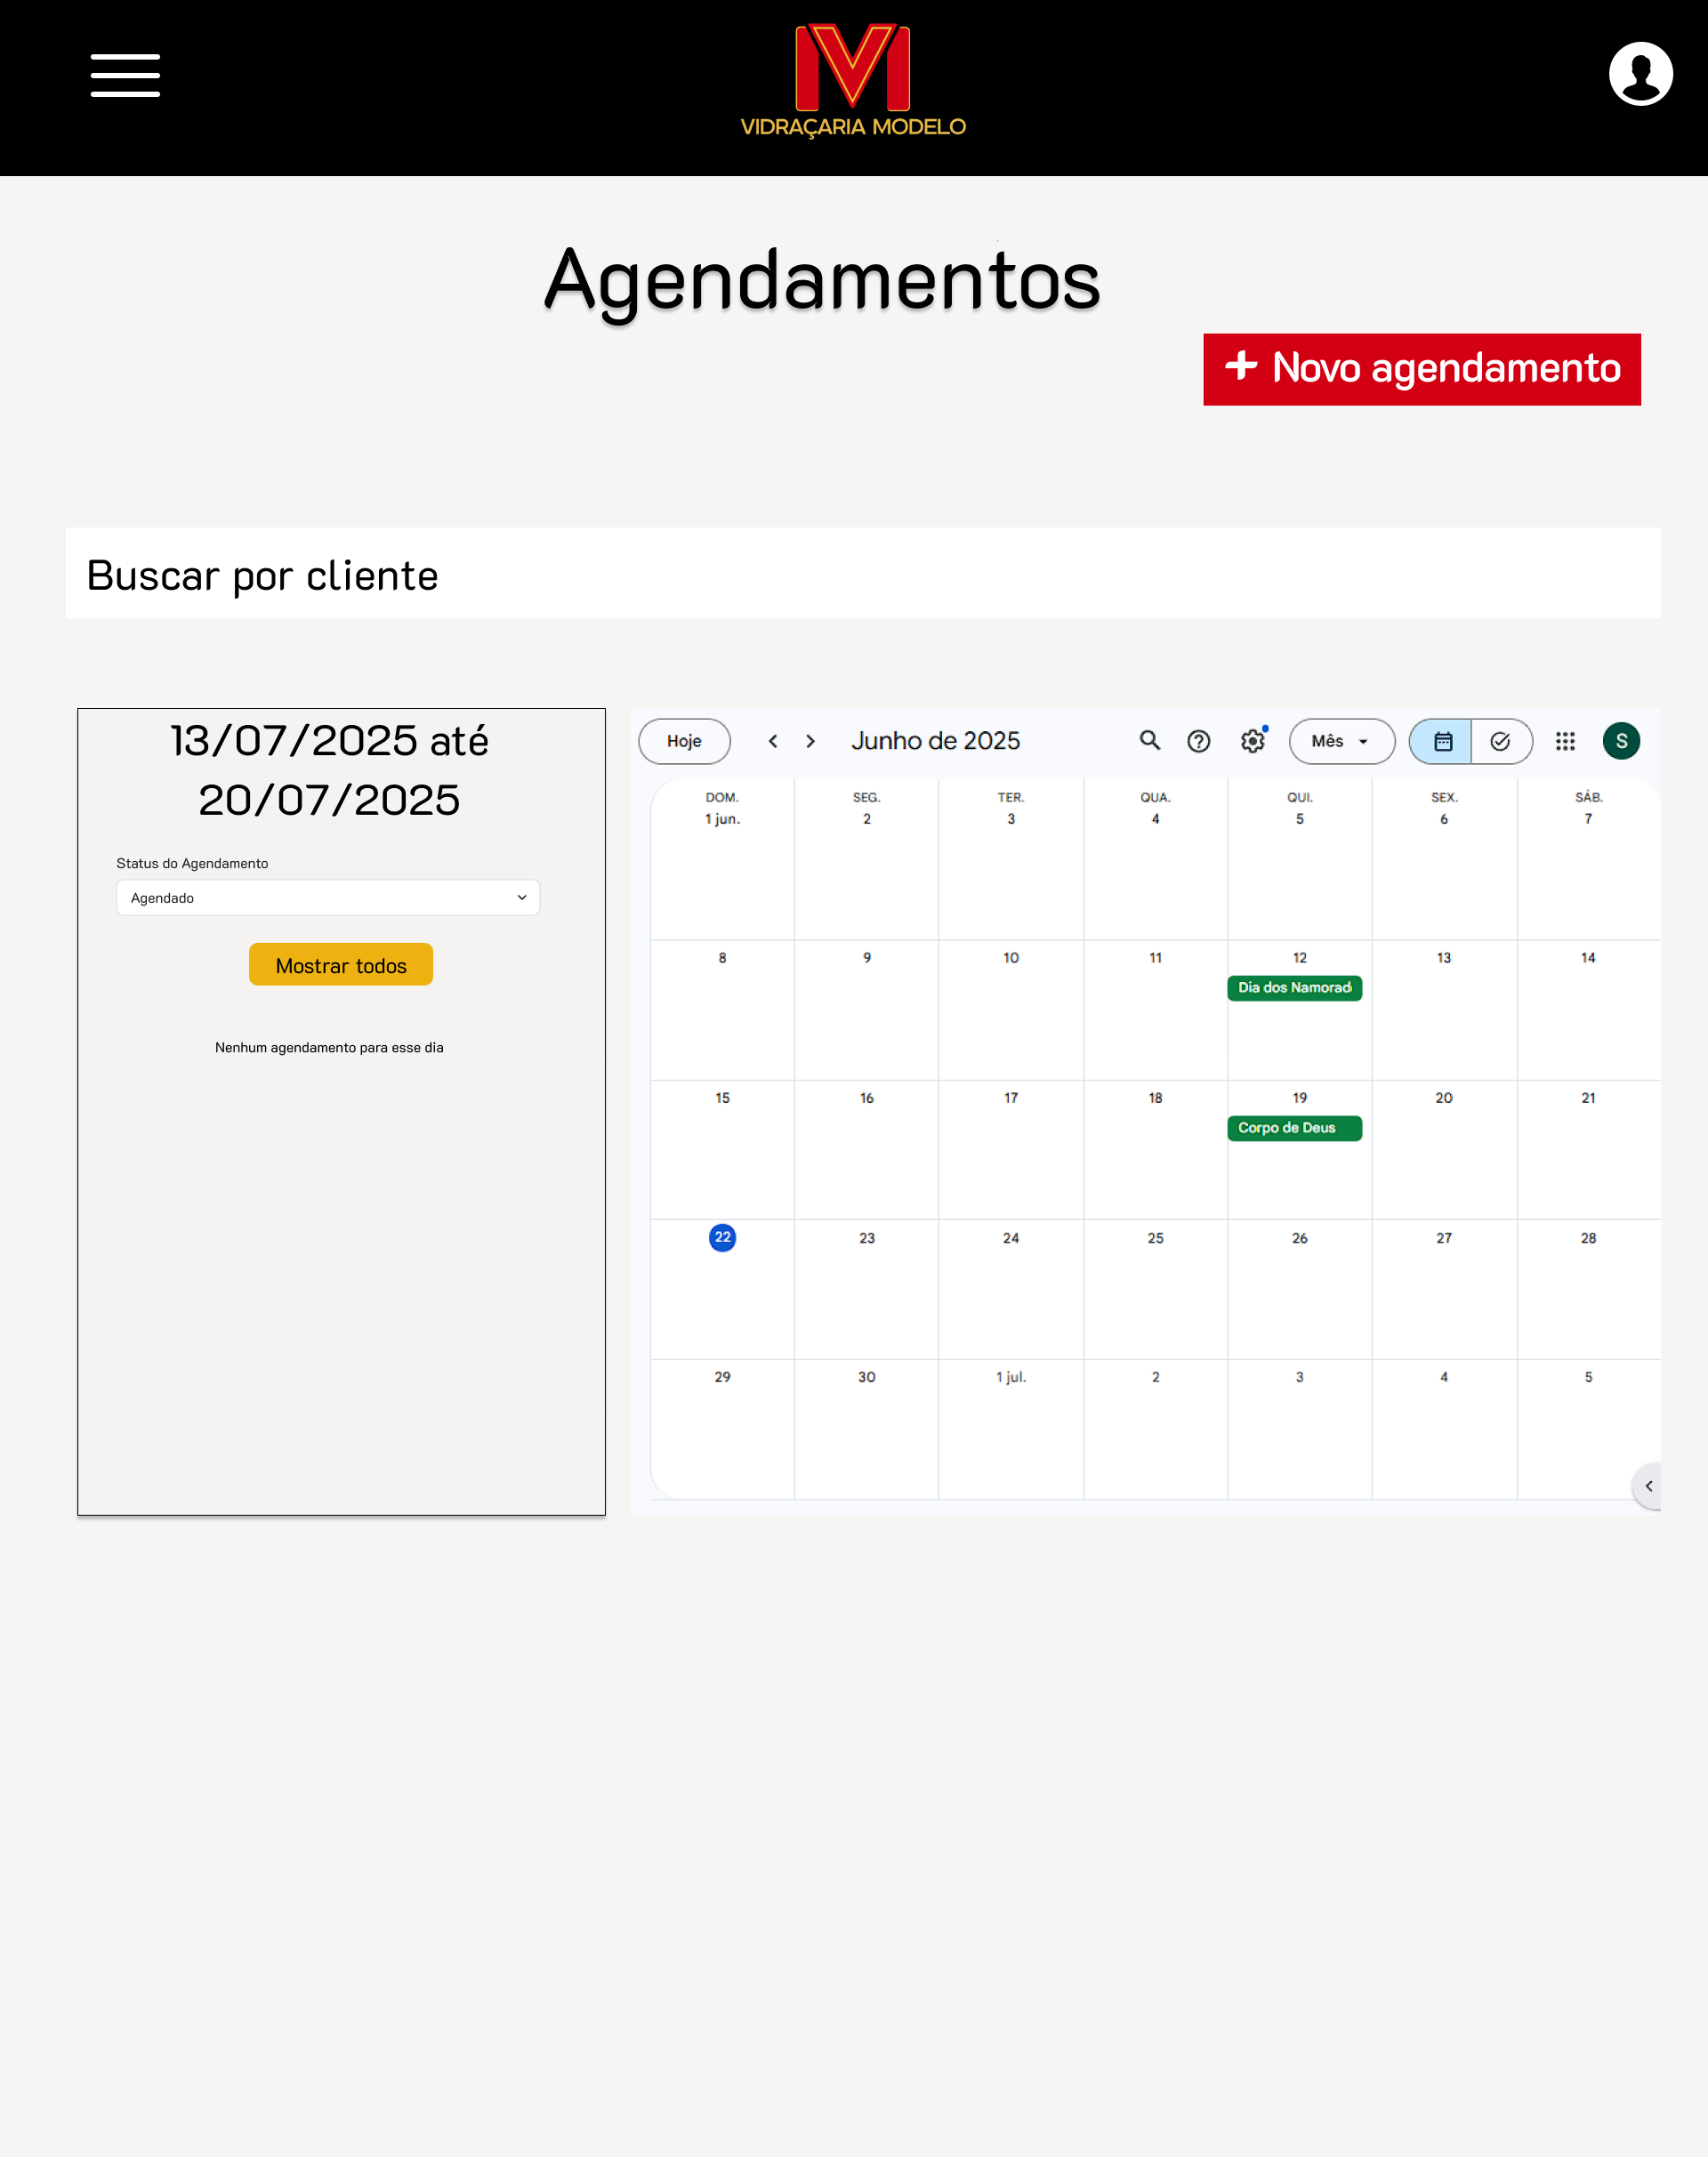 VIDRAÇARIA MODELO
Agendamentos
+ Novo agendamento
Buscar por cliente
13/07/2025 até
20/07/2025
Status do Agendamento
Agendado
Mostrar todos
Nenhum agendamento para esse dia
Hoje
Junho de 2025
Mês
S
DOM. SEG. TER. QUA. QUI. SEX. SÁB.
1 jun. 2 3 4 5 6 7
8 9 10 11 12 13 14
Dia dos Namorad
15 16 17 18 19 20 21
Corpo de Deus
22 23 24 25 26 27 28
29 30 1 jul. 2 3 4 5